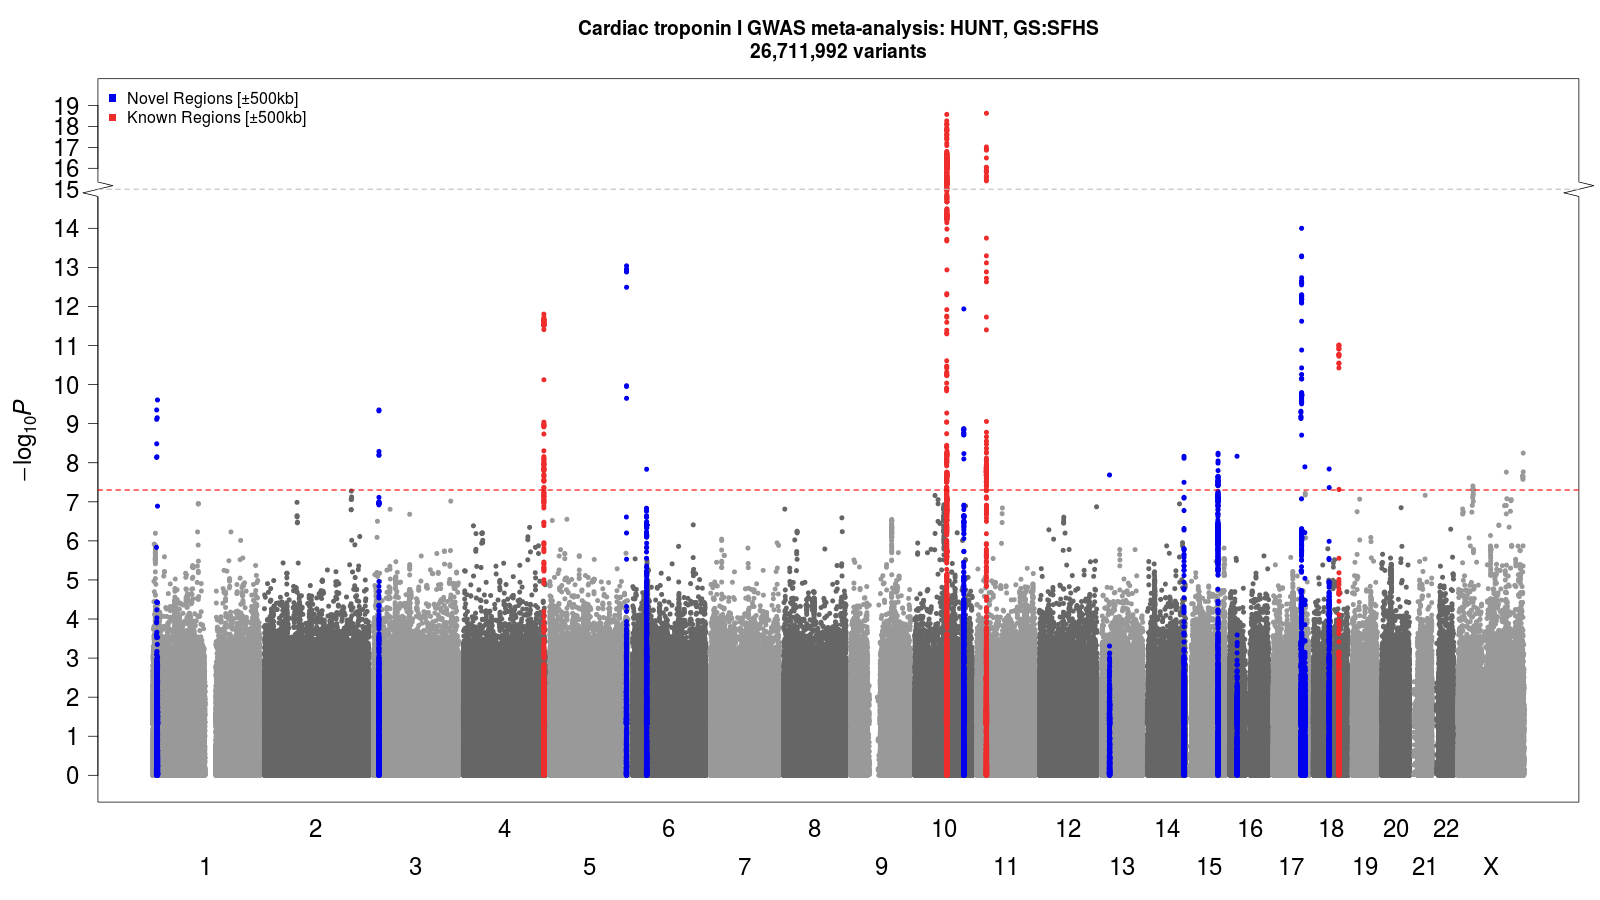 Cardiac troponin I GWAS meta-analysis: HUNT, GS:SFHS
26,711,992 variants
Novel Regions [±500kb]
Known Regions [±500kb]
19
18
17
16
15
14
13
12
11
10
9
8
7
6
5
4
3
2
1
0
−log₁₀P
2 4 6 8 10 12 14 16 18 20 22
1 3 5 7 9 11 13 15 17 19 21 X